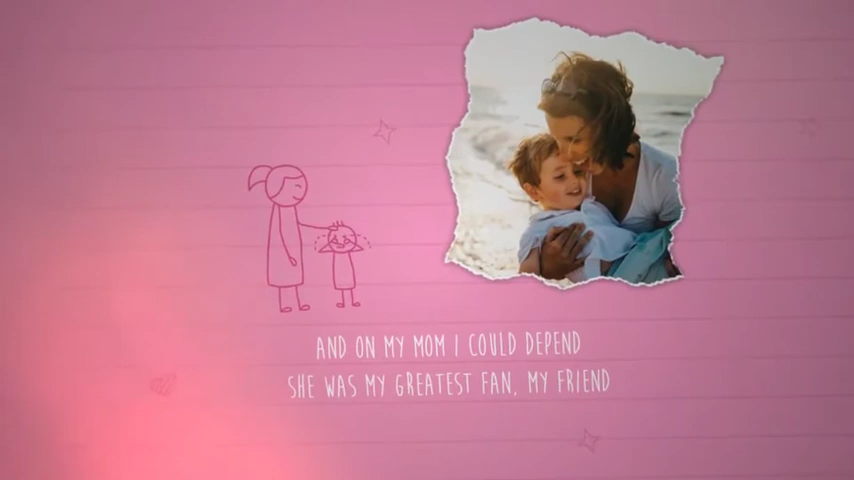 AND ON MY MOM I COULD DEPEND
SHE WAS MY GREATEST FAN, MY FRIEND